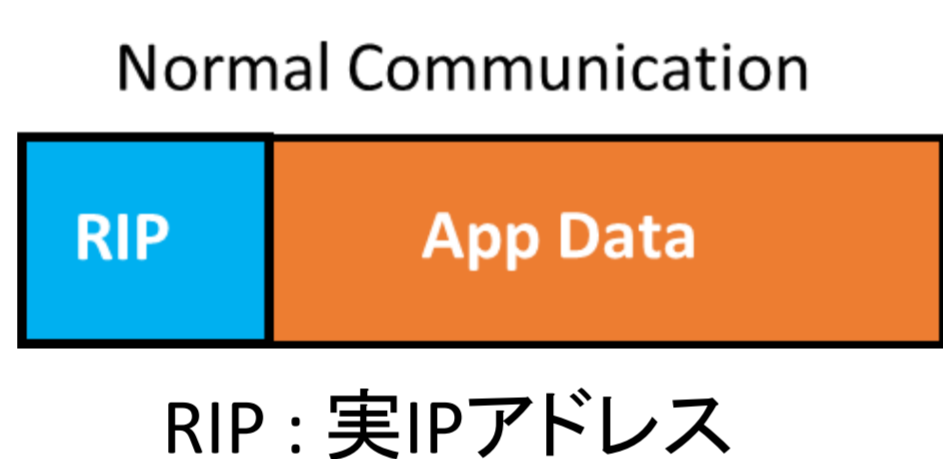 Normal Communication
RIP
App Data
RIP : 実IPアドレス